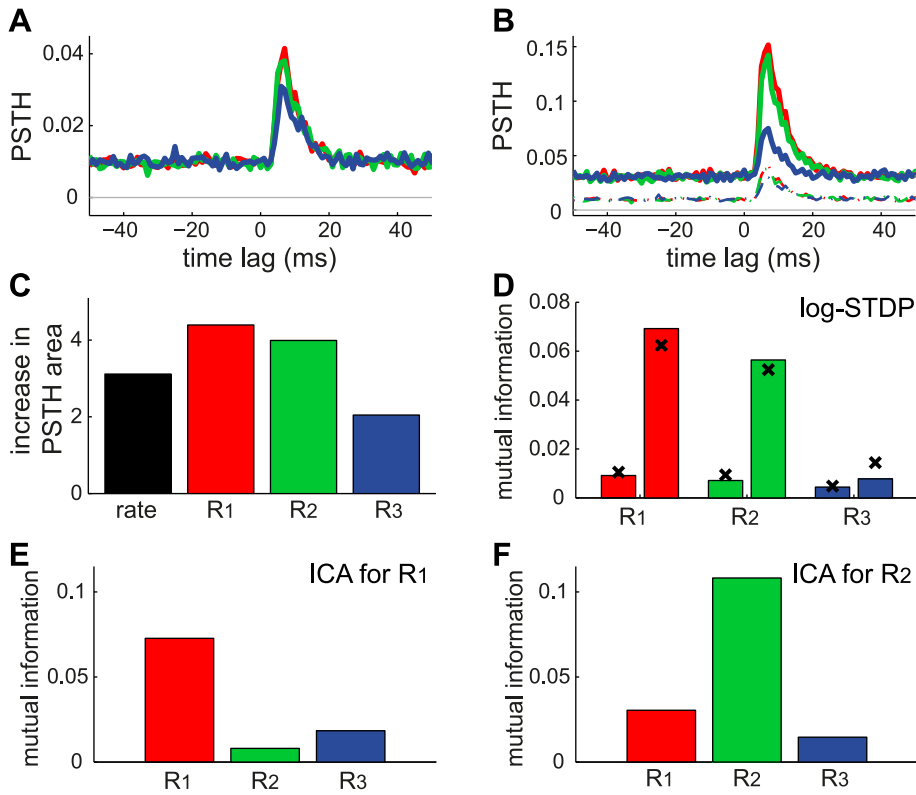 A
PSTH
0.04
0.02
0
−40
−20
0
20
40
time lag (ms)
B
PSTH
0.15
0.10
0.05
0
−40
−20
0
20
40
time lag (ms)
C
increase in
PSTH area
4
2
0
rate
R1
R2
R3
D
log-STDP
mutual information
0.08
0.06
0.04
0.02
0
R1
R2
R3
E
ICA for R1
mutual information
0.1
0.05
0
R1
R2
R3
F
ICA for R2
mutual information
0.1
0.05
0
R1
R2
R3